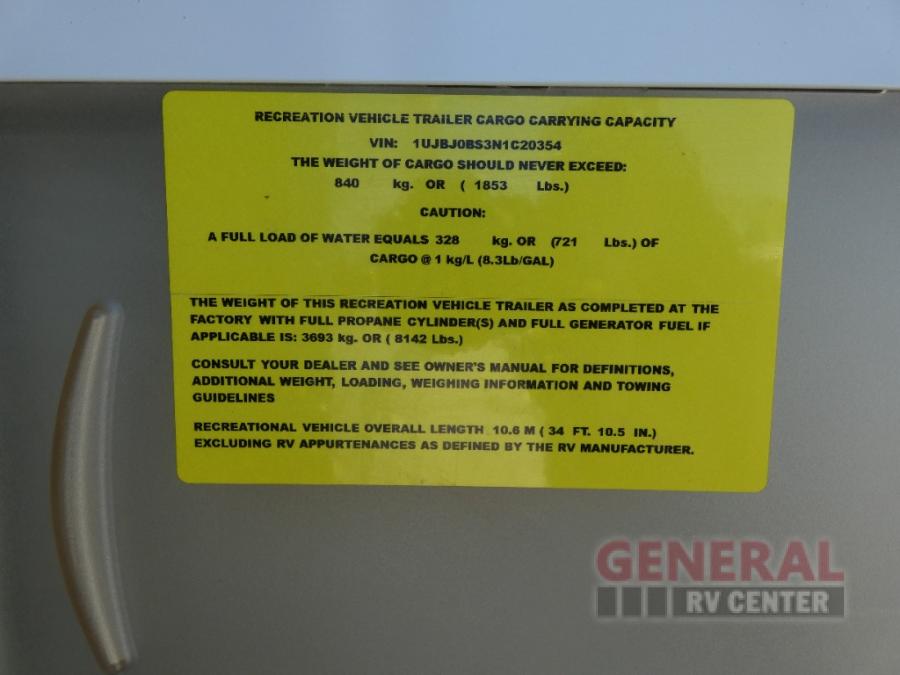 RECREATION VEHICLE TRAILER CARGO CARRYING CAPACITY
VIN: 1UJBJ0BS3N1C20354
THE WEIGHT OF CARGO SHOULD NEVER EXCEED:
840 kg. OR ( 1853 Lbs.)
CAUTION:
A FULL LOAD OF WATER EQUALS 328 kg. OR (721 Lbs.) OF
CARGO @ 1 kg/L (8.3Lb/GAL)
THE WEIGHT OF THIS RECREATION VEHICLE TRAILER AS COMPLETED AT THE
FACTORY WITH FULL PROPANE CYLINDER(S) AND FULL GENERATOR FUEL IF
APPLICABLE IS: 3693 kg. OR ( 8142 Lbs.)
CONSULT YOUR DEALER AND SEE OWNER'S MANUAL FOR DEFINITIONS,
ADDITIONAL WEIGHT, LOADING, WEIGHING INFORMATION AND TOWING
GUIDELINES
RECREATIONAL VEHICLE OVERALL LENGTH 10.6 M ( 34 FT. 10.5 IN.)
EXCLUDING RV APPURTENANCES AS DEFINED BY THE RV MANUFACTURER.
GENERAL
RV CENTER